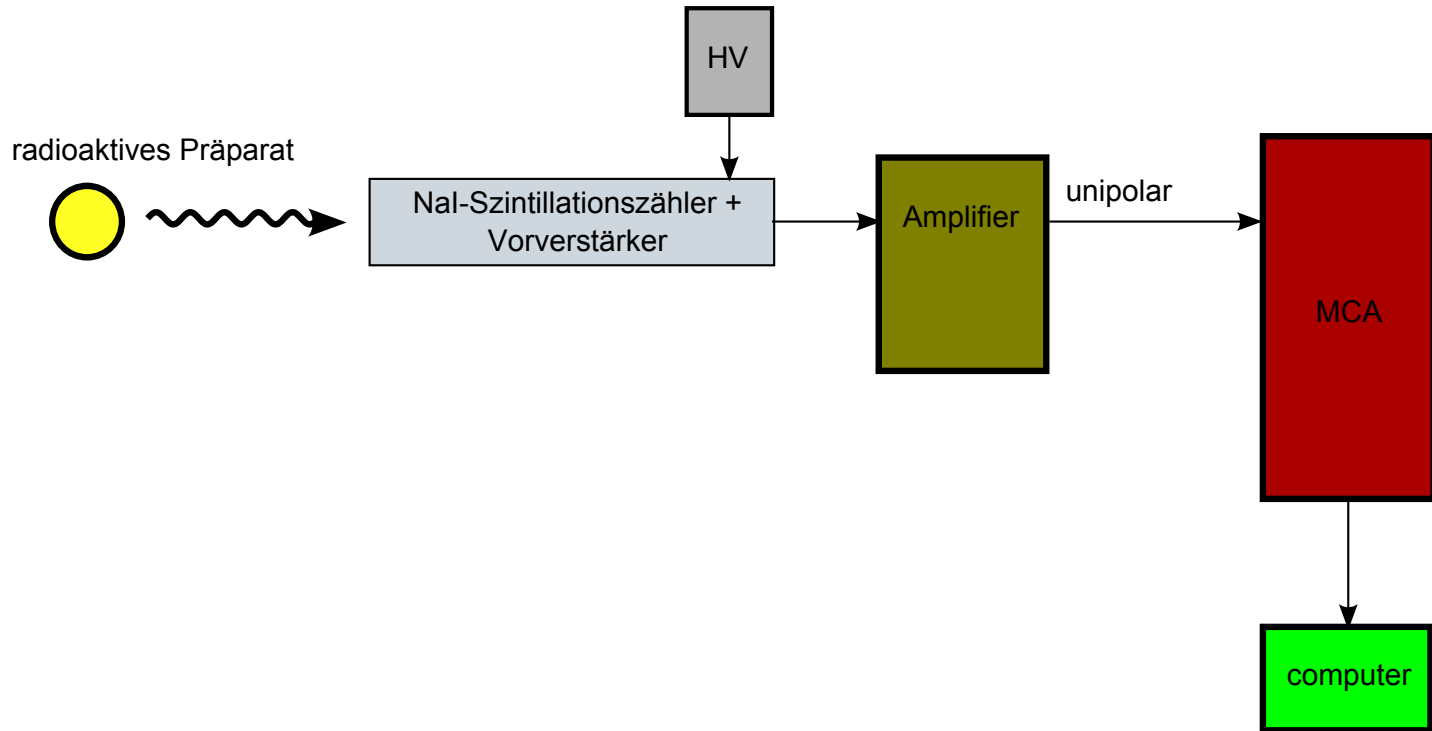 HV
radioaktives Präparat
NaI-Szintillationszähler +
Vorverstärker
Amplifier
unipolar
MCA
computer